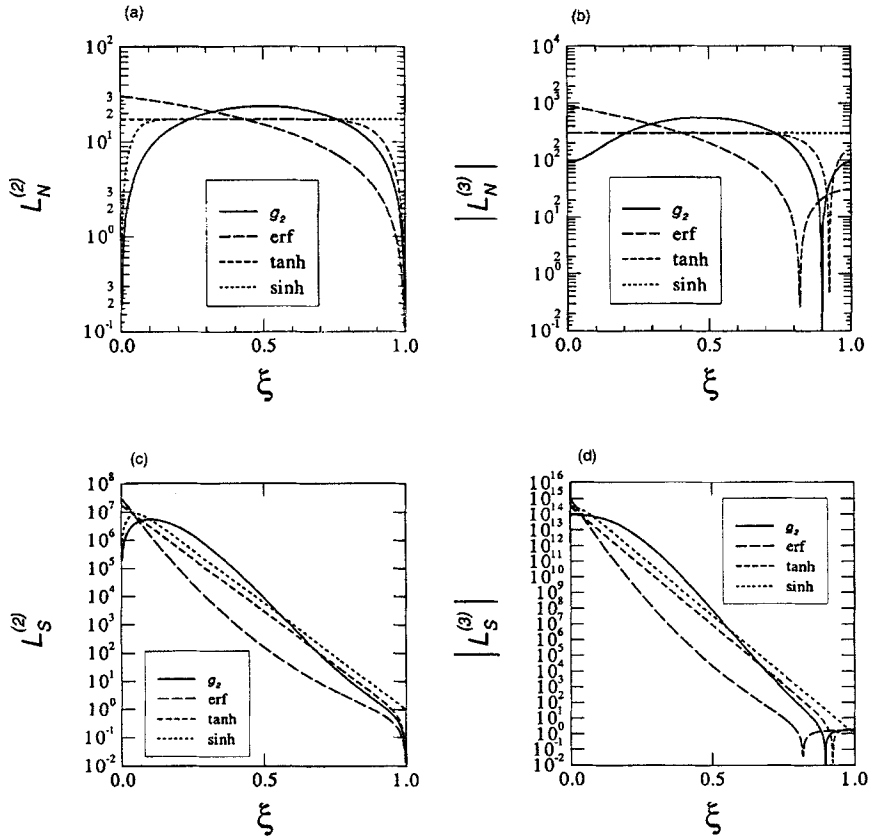 (a)
L_N^(2)
10^2
3
2
10^1
3
2
10^0
3
2
10^-1
g_2
erf
tanh
sinh
0.0
0.5
1.0
ξ
(b)
|L_N^(3)|
10^4
10^3
10^2
2
10^1
2
10^0
2
10^-1
g_2
erf
tanh
sinh
0.0
0.5
1.0
ξ
(c)
L_S^(2)
10^8
10^7
10^6
10^5
10^4
10^3
10^2
10^1
10^0
10^-1
10^-2
g_2
erf
tanh
sinh
0.0
0.5
1.0
ξ
(d)
|L_S^(3)|
10^16
10^15
10^14
10^13
10^12
10^11
10^10
10^9
10^8
10^7
10^6
10^5
10^4
10^3
10^2
10^1
10^0
10^-1
10^-2
g_2
erf
tanh
sinh
0.0
0.5
1.0
ξ